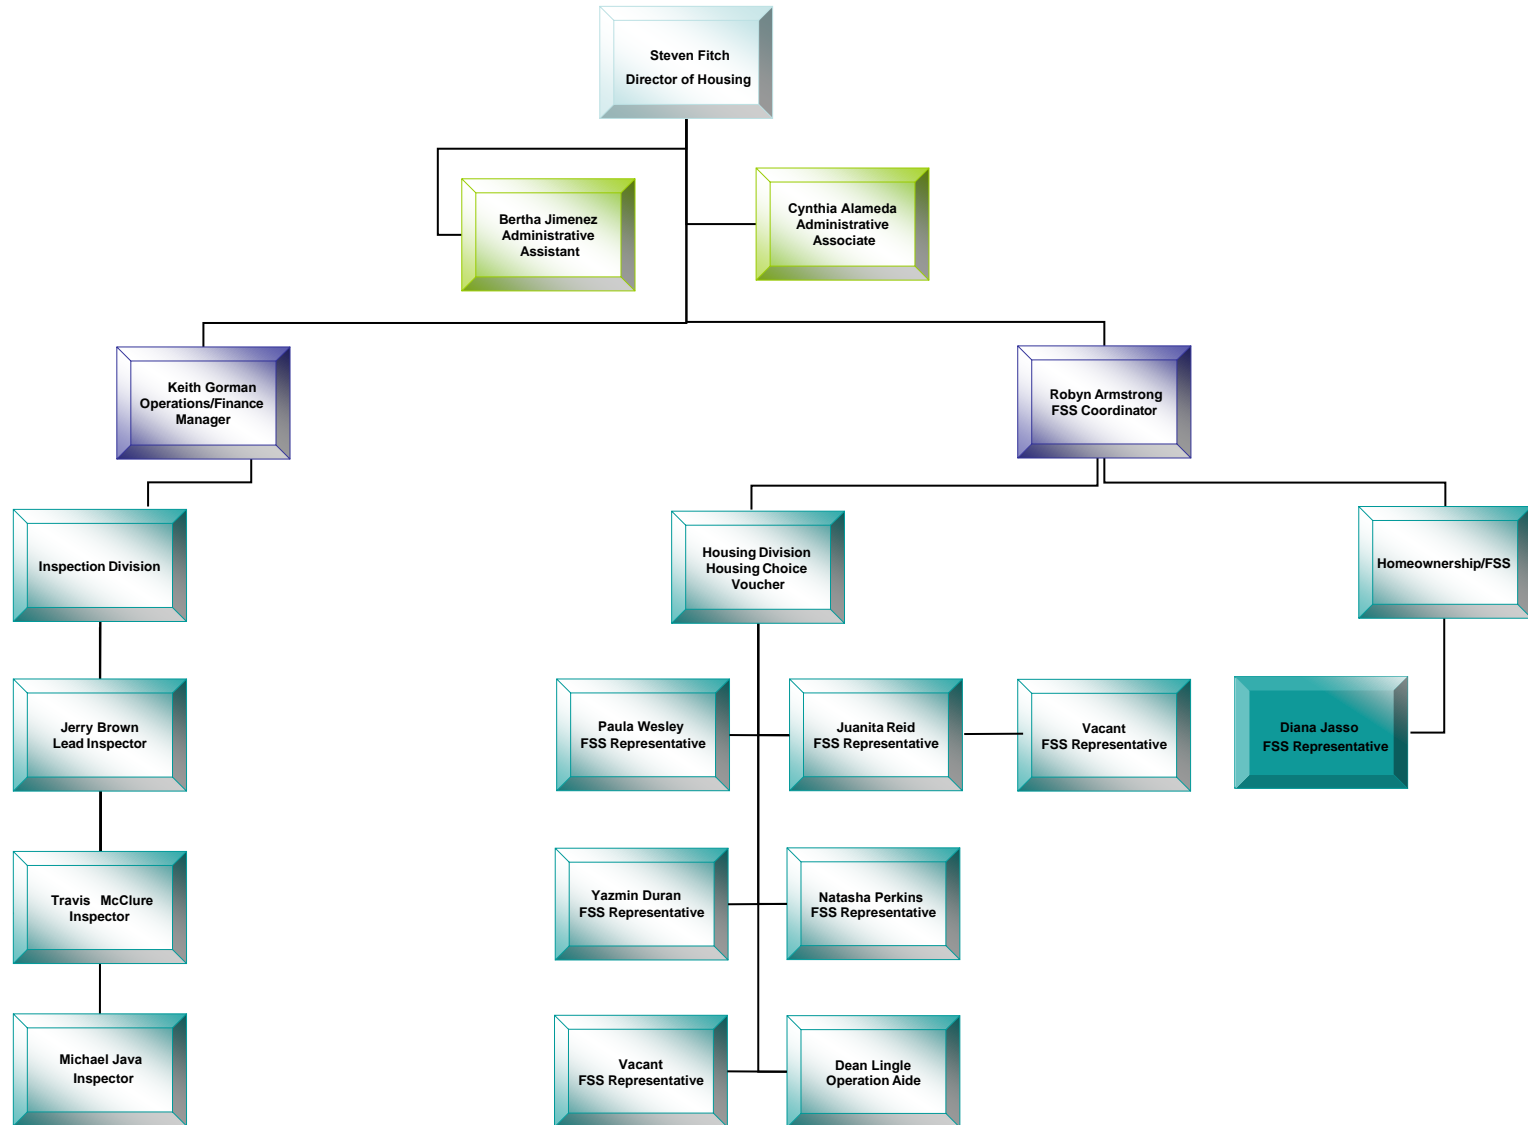 Steven Fitch
Director of Housing
Bertha Jimenez
Administrative
Assistant
Cynthia Alameda
Administrative
Associate
Keith Gorman
Operations/Finance
Manager
Robyn Armstrong
FSS Coordinator
Inspection Division
Housing Division
Housing Choice
Voucher
Homeownership/FSS
Jerry Brown
Lead Inspector
Paula Wesley
FSS Representative
Juanita Reid
FSS Representative
Vacant
FSS Representative
Diana Jasso
FSS Representative
Travis McClure
Inspector
Yazmin Duran
FSS Representative
Natasha Perkins
FSS Representative
Michael Java
Inspector
Vacant
FSS Representative
Dean Lingle
Operation Aide